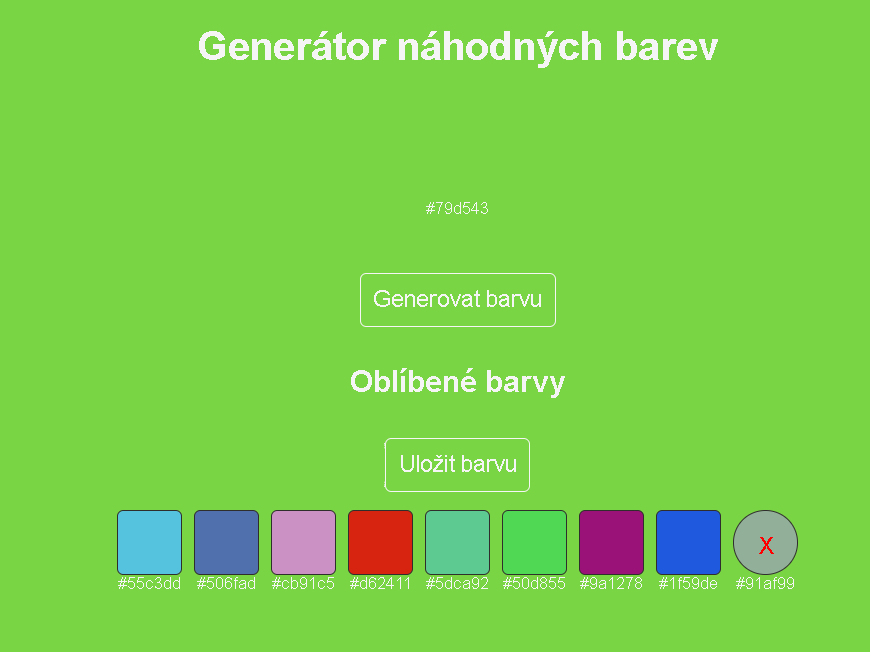 Generátor náhodných barev
#79d543
Generovat barvu
Oblíbené barvy
Uložit barvu
x
#55c3dd #506fad #cb91c5 #d62411 #5dca92 #50d855 #9a1278 #1f59de #91af99